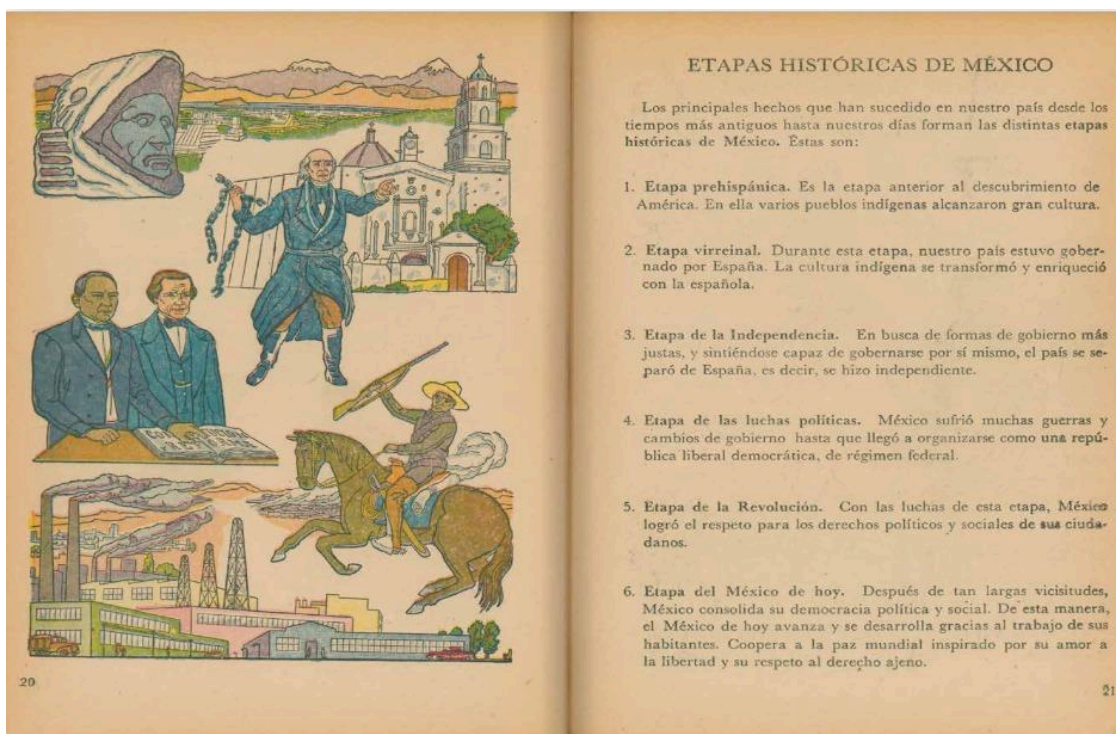 20
ETAPAS HISTÓRICAS DE MÉXICO
Los principales hechos que han sucedido en nuestro país desde los
tiempos más antiguos hasta nuestros días forman las distintas etapas
históricas de México. Éstas son:
1. Etapa prehispánica. Es la etapa anterior al descubrimiento de
América. En ella varios pueblos indígenas alcanzaron gran cultura.
2. Etapa virreinal. Durante esta etapa, nuestro país estuvo gober-
nado por España. La cultura indígena se transformó y enriqueció
con la española.
3. Etapa de la Independencia. En busca de formas de gobierno más
justas, y sintiéndose capaz de gobernarse por sí mismo, el país se se-
paró de España, es decir, se hizo independiente.
4. Etapa de las luchas políticas. México sufrió muchas guerras y
cambios de gobierno hasta que llegó a organizarse como una repú-
blica liberal democrática, de régimen federal.
5. Etapa de la Revolución. Con las luchas de esta etapa, México
logró el respeto para los derechos políticos y sociales de sus ciuda-
danos.
6. Etapa del México de hoy. Después de tan largas vicisitudes,
México consolida su democracia política y social. De esta manera,
el México de hoy avanza y se desarrolla gracias al trabajo de sus
habitantes. Coopera a la paz mundial inspirado por su amor a
la libertad y su respeto al derecho ajeno.
21